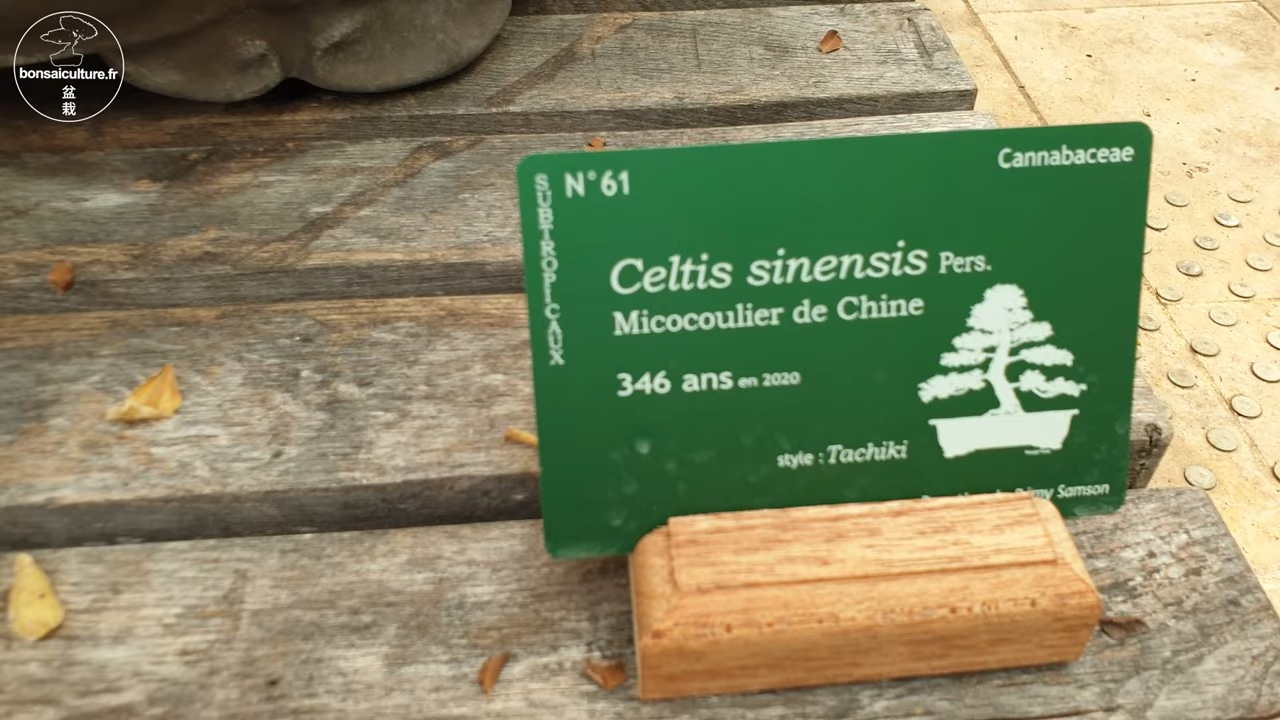 bonsaiculture.fr
盆
栽
Cannabaceae
N°61
SUBTROPICAUX
Celtis sinensis Pers.
Micocoulier de Chine
346 ans en 2020
style : Tachiki
Samson